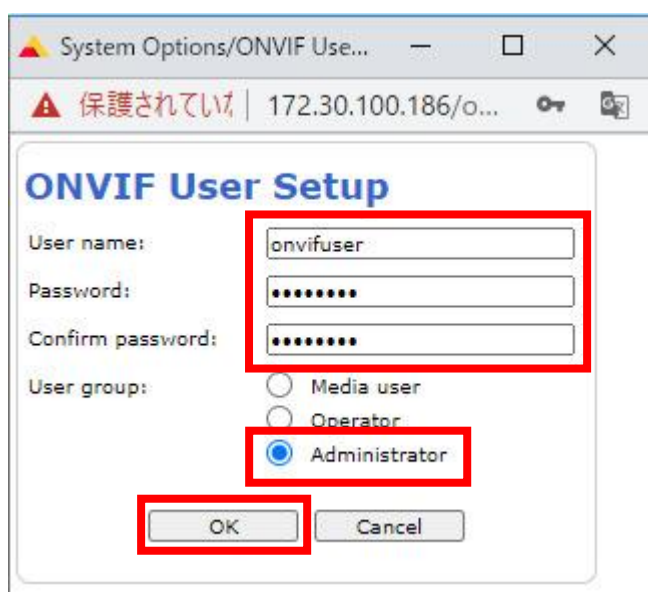 System Options/ONVIF Use...
保護されていな 172.30.100.186/o...
ONVIF User Setup
User name: onvifuser
Password: ••••••••
Confirm password: ••••••••
User group: Media user
Operator
Administrator
OK Cancel